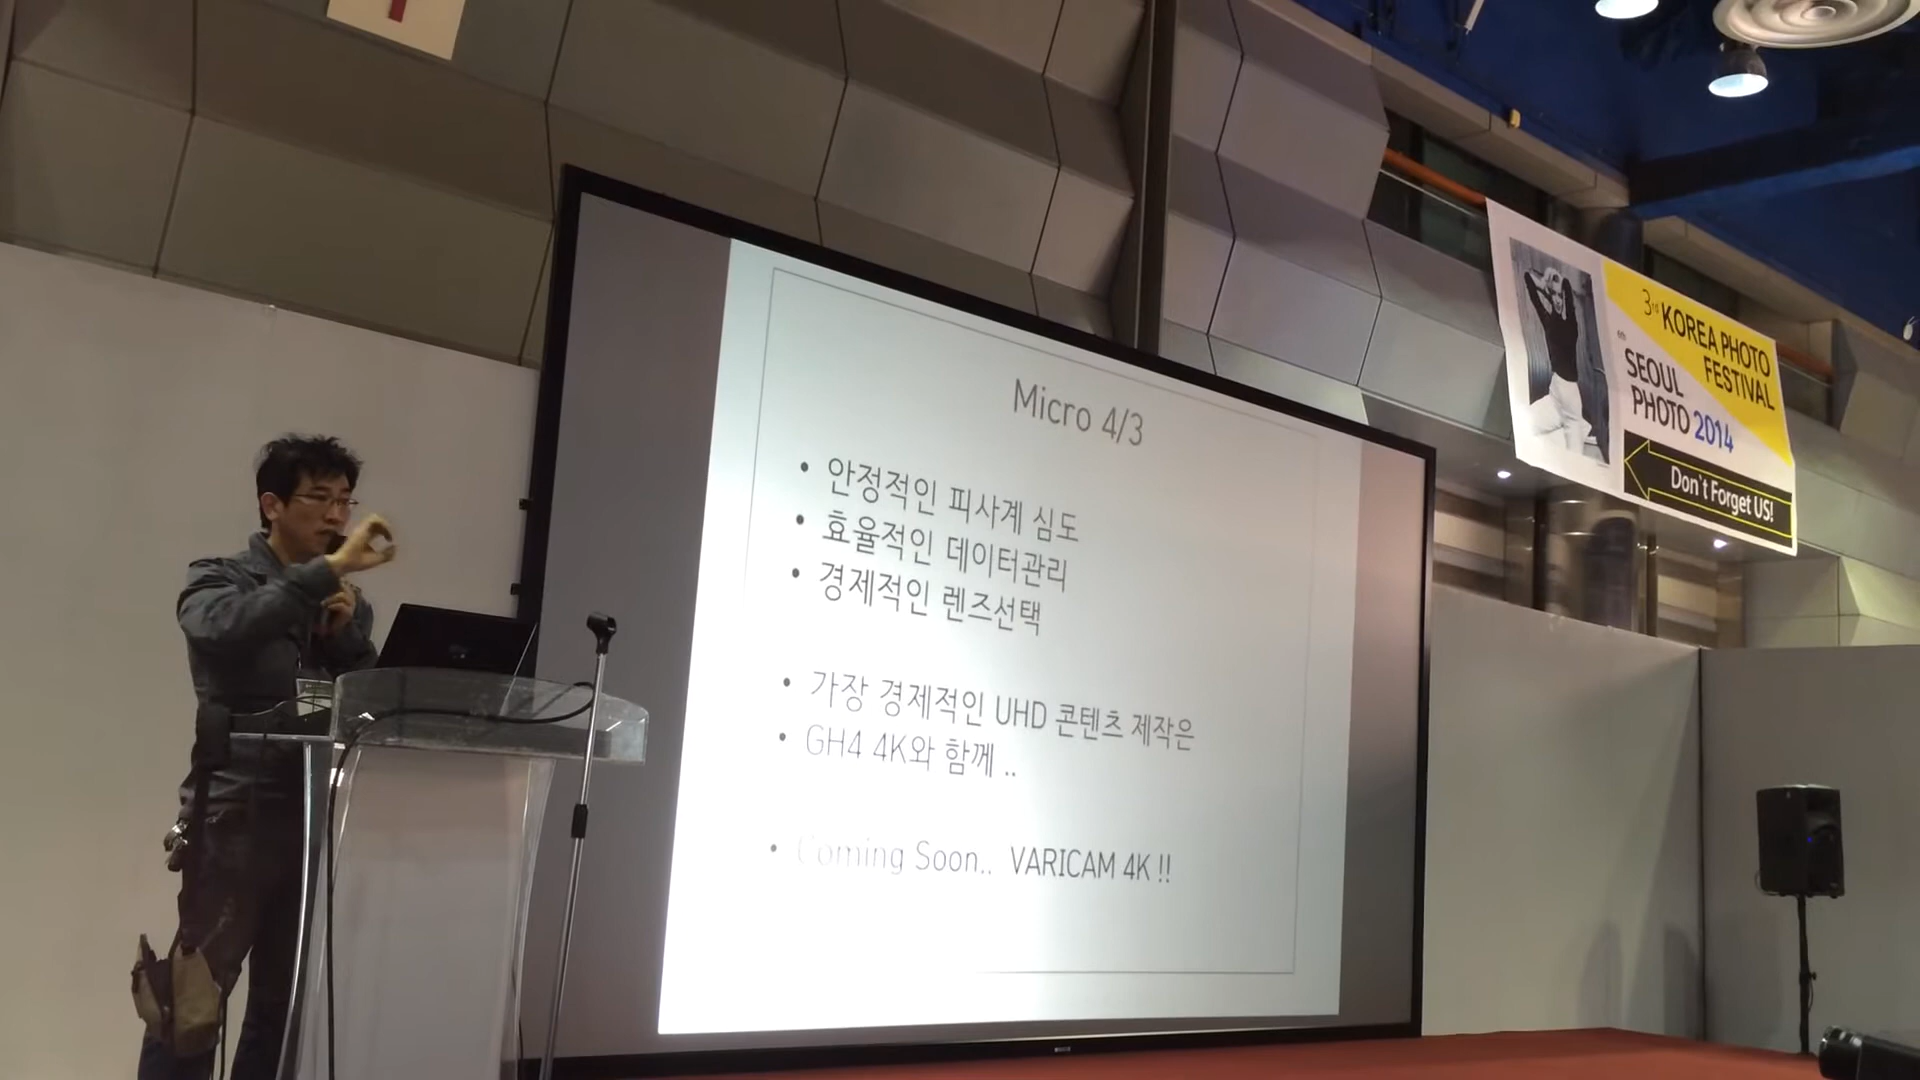 Micro 4/3
• 안정적인 피사계 심도
• 효율적인 데이터관리
• 경제적인 렌즈선택
• 가장 경제적인 UHD 콘텐츠 제작은
• GH4 4K와 함께 ..
• Coming Soon.. VARICAM 4K !!
3rd KOREA PHOTO
FESTIVAL
SEOUL
PHOTO 2014
Don't Forget US!